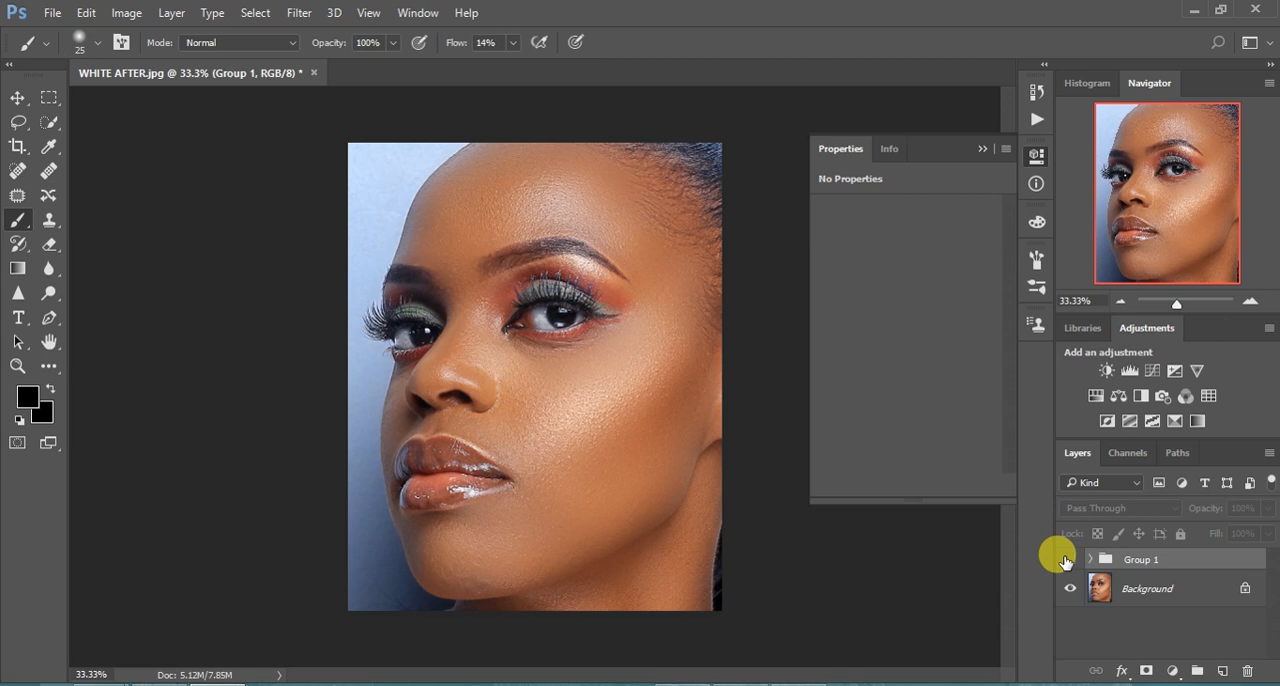 Ps File Edit Image Layer Type Select Filter 3D View Window Help
25 Mode: Normal Opacity: 100% Flow: 14%
WHITE AFTER.jpg @ 33.3% (Group 1, RGB/8) * ×
Histogram Navigator
Properties Info
No Properties
33.33%
Libraries Adjustments
Add an adjustment
Layers Channels Paths
Kind
Pass Through Opacity: 100%
Lock: Fill: 100%
Group 1
Background
fx
33.33% Doc: 5.12M/7.85M